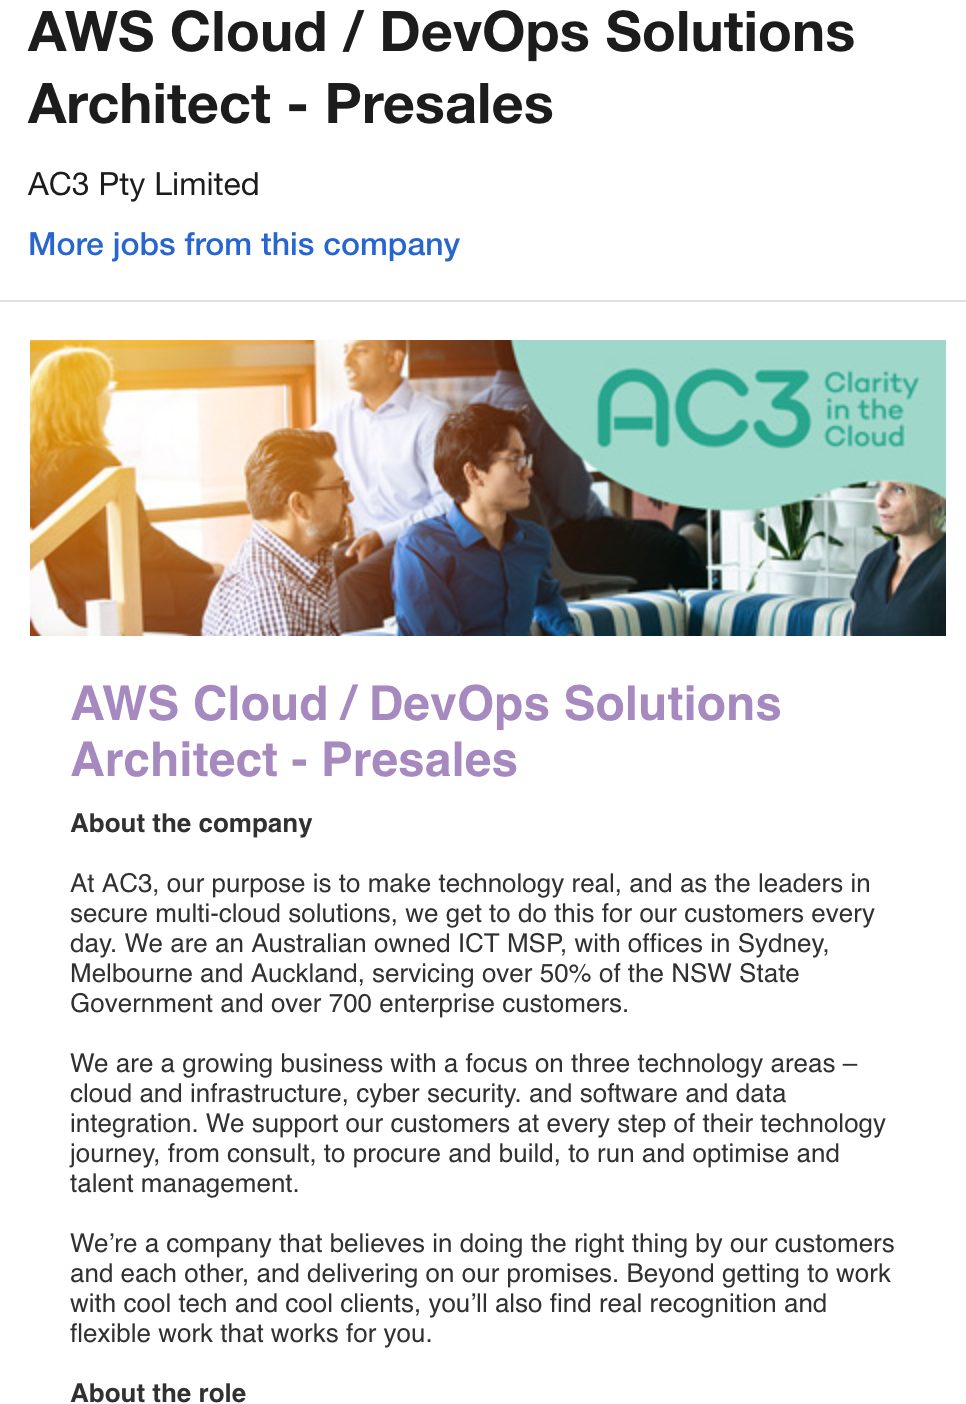 AWS Cloud / DevOps Solutions
Architect - Presales
AC3 Pty Limited
More jobs from this company
AC3 Clarity
in the
Cloud
AWS Cloud / DevOps Solutions
Architect - Presales
About the company
At AC3, our purpose is to make technology real, and as the leaders in
secure multi-cloud solutions, we get to do this for our customers every
day. We are an Australian owned ICT MSP, with offices in Sydney,
Melbourne and Auckland, servicing over 50% of the NSW State
Government and over 700 enterprise customers.
We are a growing business with a focus on three technology areas –
cloud and infrastructure, cyber security. and software and data
integration. We support our customers at every step of their technology
journey, from consult, to procure and build, to run and optimise and
talent management.
We’re a company that believes in doing the right thing by our customers
and each other, and delivering on our promises. Beyond getting to work
with cool tech and cool clients, you’ll also find real recognition and
flexible work that works for you.
About the role